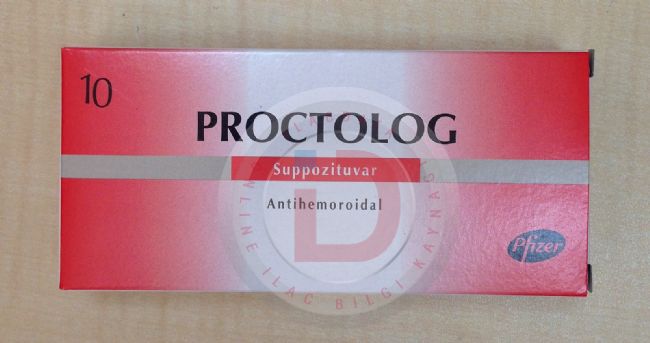 10
PROCTOLOG
Suppozituvar
Antihemoroidal
Pfizer